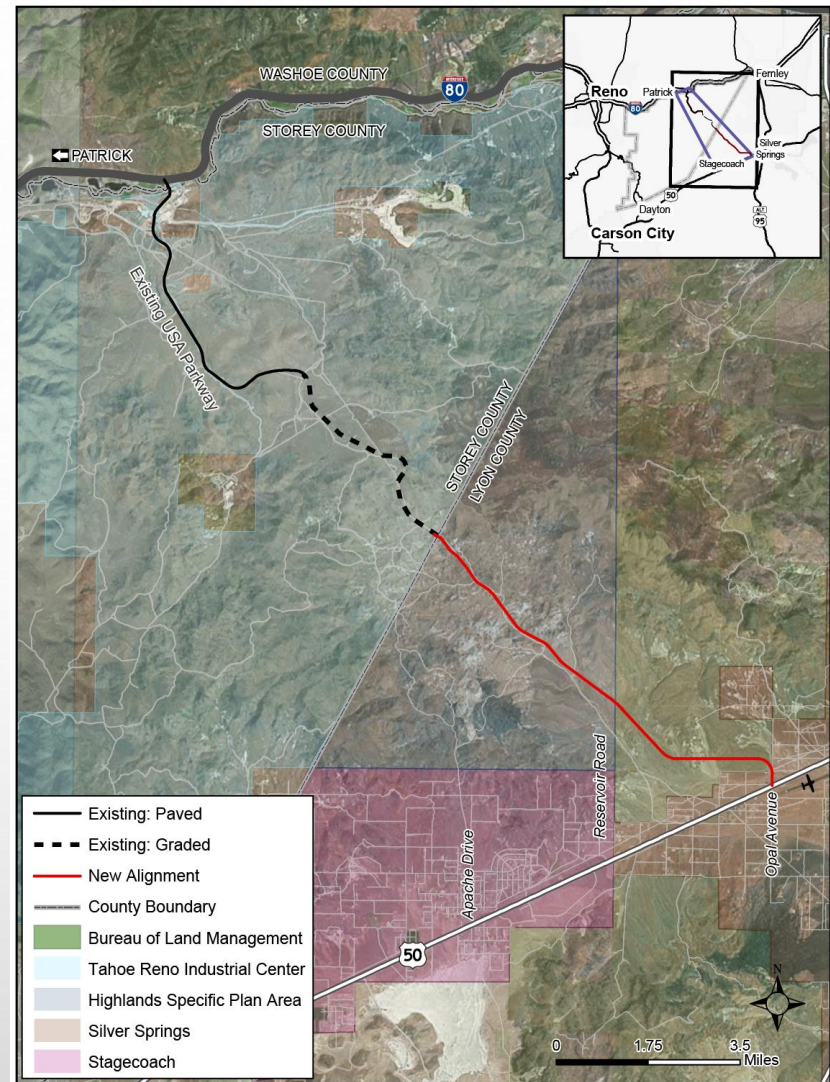 WASHOE COUNTY
INTERSTATE
80
STOREY COUNTY
PATRICK
Existing USA Parkway
STOREY COUNTY
LYON COUNTY
Reservoir Road
Apache Drive
Opal Avenue
50
Reno
Patrick
Fernley
80
Silver
Springs
Stagecoach
50
Dayton
ALT
95
Carson City
Existing: Paved
Existing: Graded
New Alignment
County Boundary
Bureau of Land Management
Tahoe Reno Industrial Center
Highlands Specific Plan Area
Silver Springs
Stagecoach
N
0 1.75 3.5
Miles